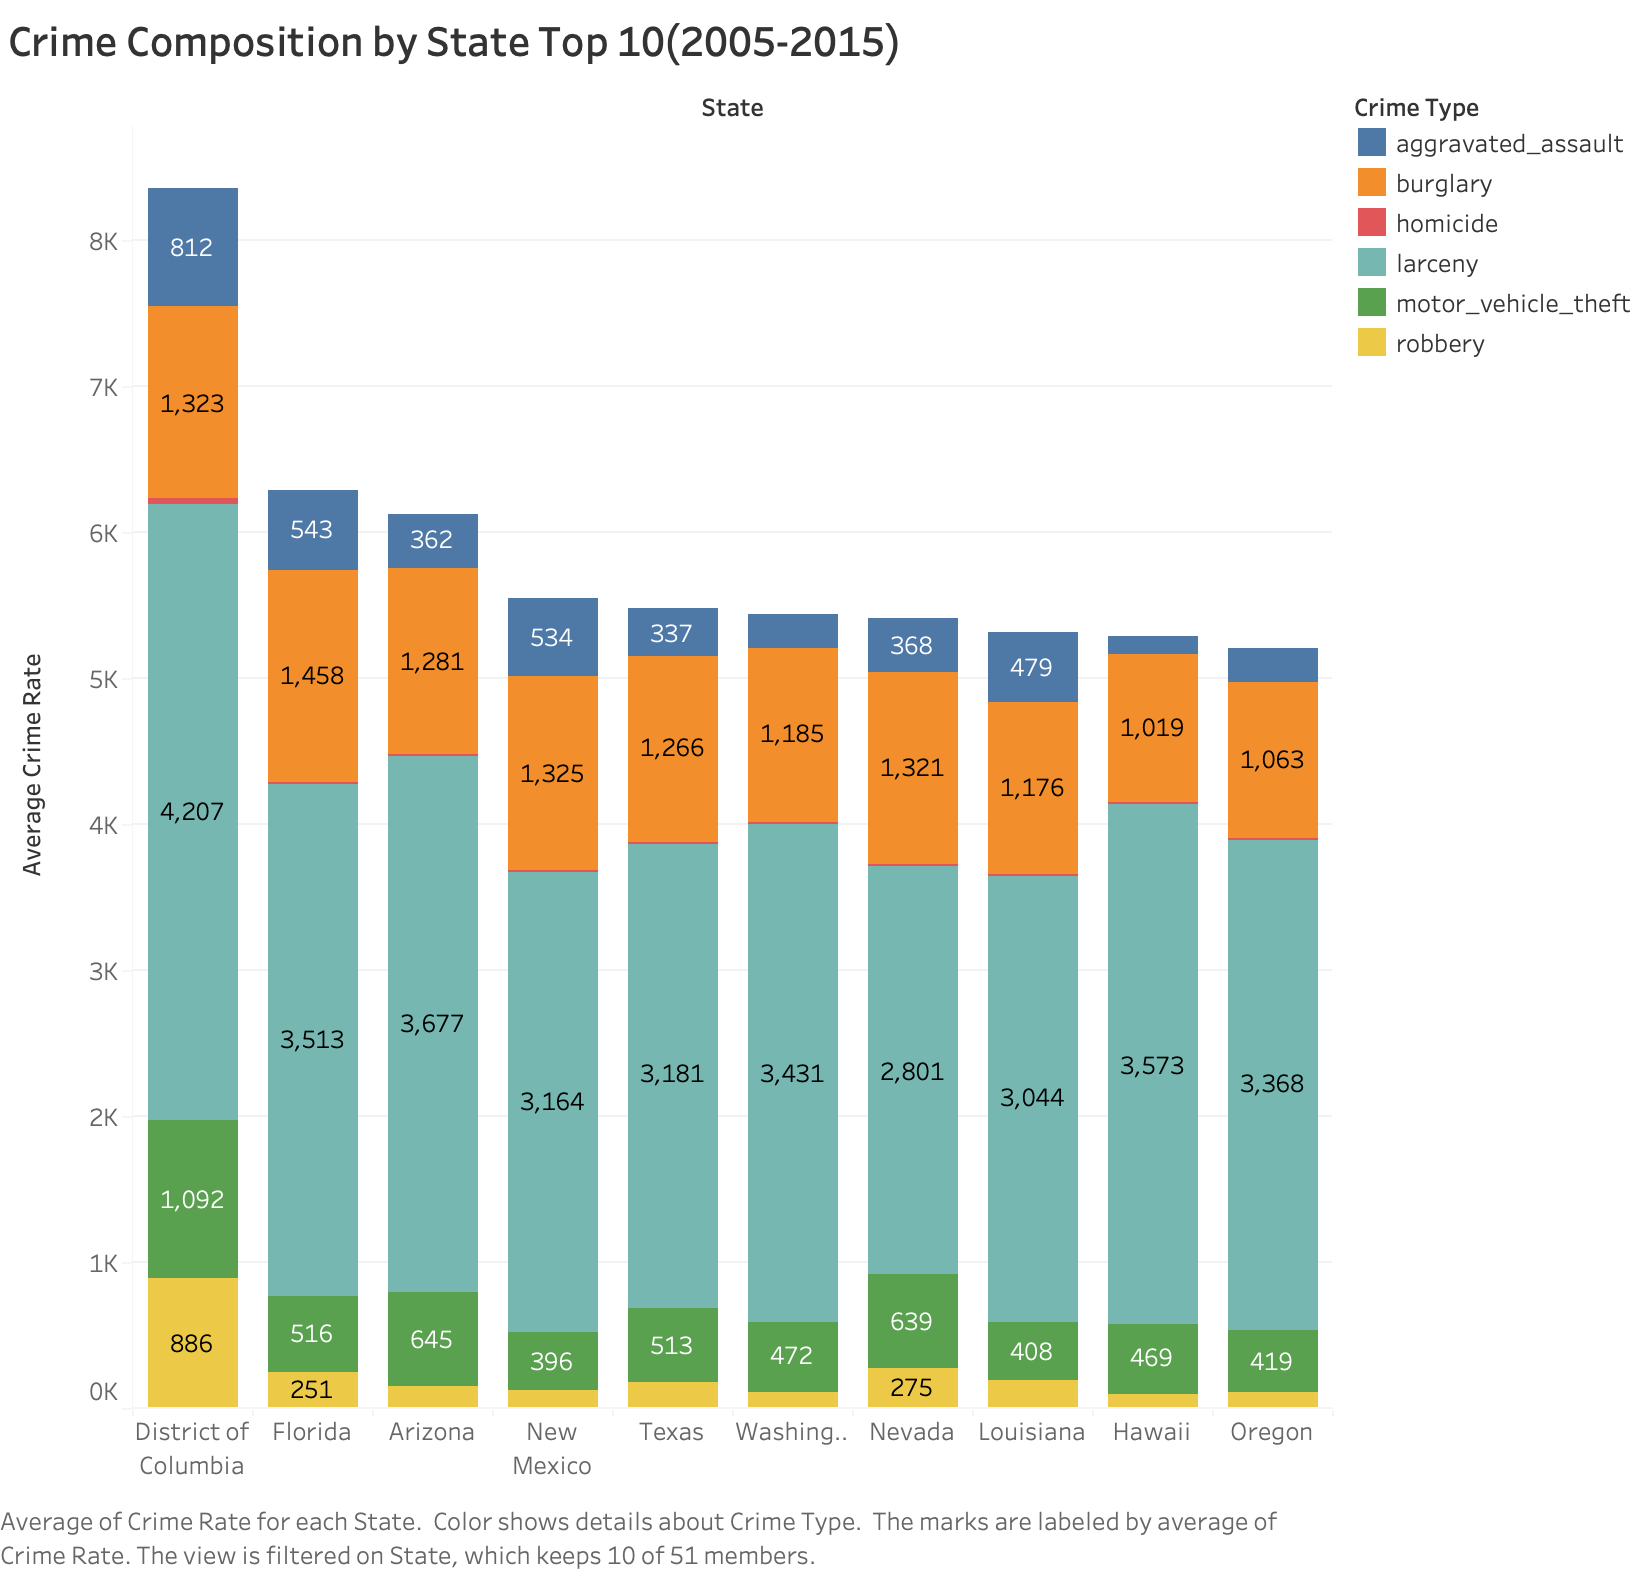 Crime Composition by State Top 10(2005-2015)
State
Crime Type
aggravated_assault
burglary
homicide
larceny
motor_vehicle_theft
robbery
Average Crime Rate
8K
7K
6K
5K
4K
3K
2K
1K
0K
812
1,323
4,207
1,092
886
543
1,458
3,513
516
251
362
1,281
3,677
645
534
1,325
3,164
396
337
1,266
3,181
513
1,185
3,431
472
368
1,321
2,801
639
275
479
1,176
3,044
408
1,019
3,573
469
1,063
3,368
419
District of
Columbia
Florida
Arizona
New
Mexico
Texas
Washing..
Nevada
Louisiana
Hawaii
Oregon
Average of Crime Rate for each State.  Color shows details about Crime Type.  The marks are labeled by average of
Crime Rate. The view is filtered on State, which keeps 10 of 51 members.